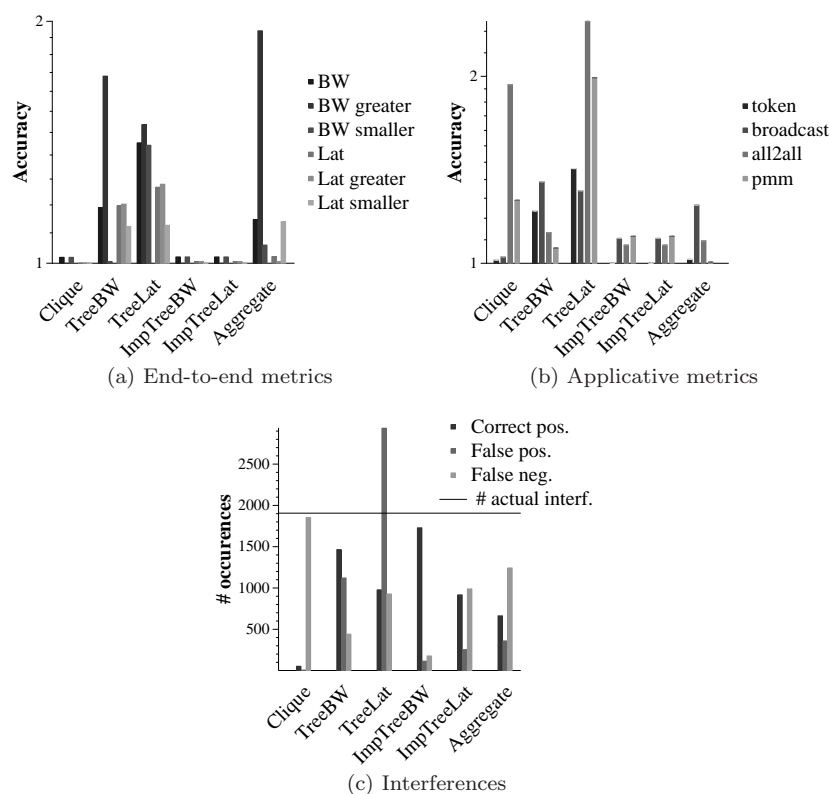 2
1
Accuracy
BW
BW greater
BW smaller
Lat
Lat greater
Lat smaller
Clique
TreeBW
TreeLat
ImpTreeBW
ImpTreeLat
Aggregate
(a) End-to-end metrics
2
1
Accuracy
token
broadcast
all2all
pmm
Clique
TreeBW
TreeLat
ImpTreeBW
ImpTreeLat
Aggregate
(b) Applicative metrics
Correct pos.
False pos.
False neg.
# actual interf.
2500
2000
1500
1000
500
# occurences
Clique
TreeBW
TreeLat
ImpTreeBW
ImpTreeLat
Aggregate
(c) Interferences